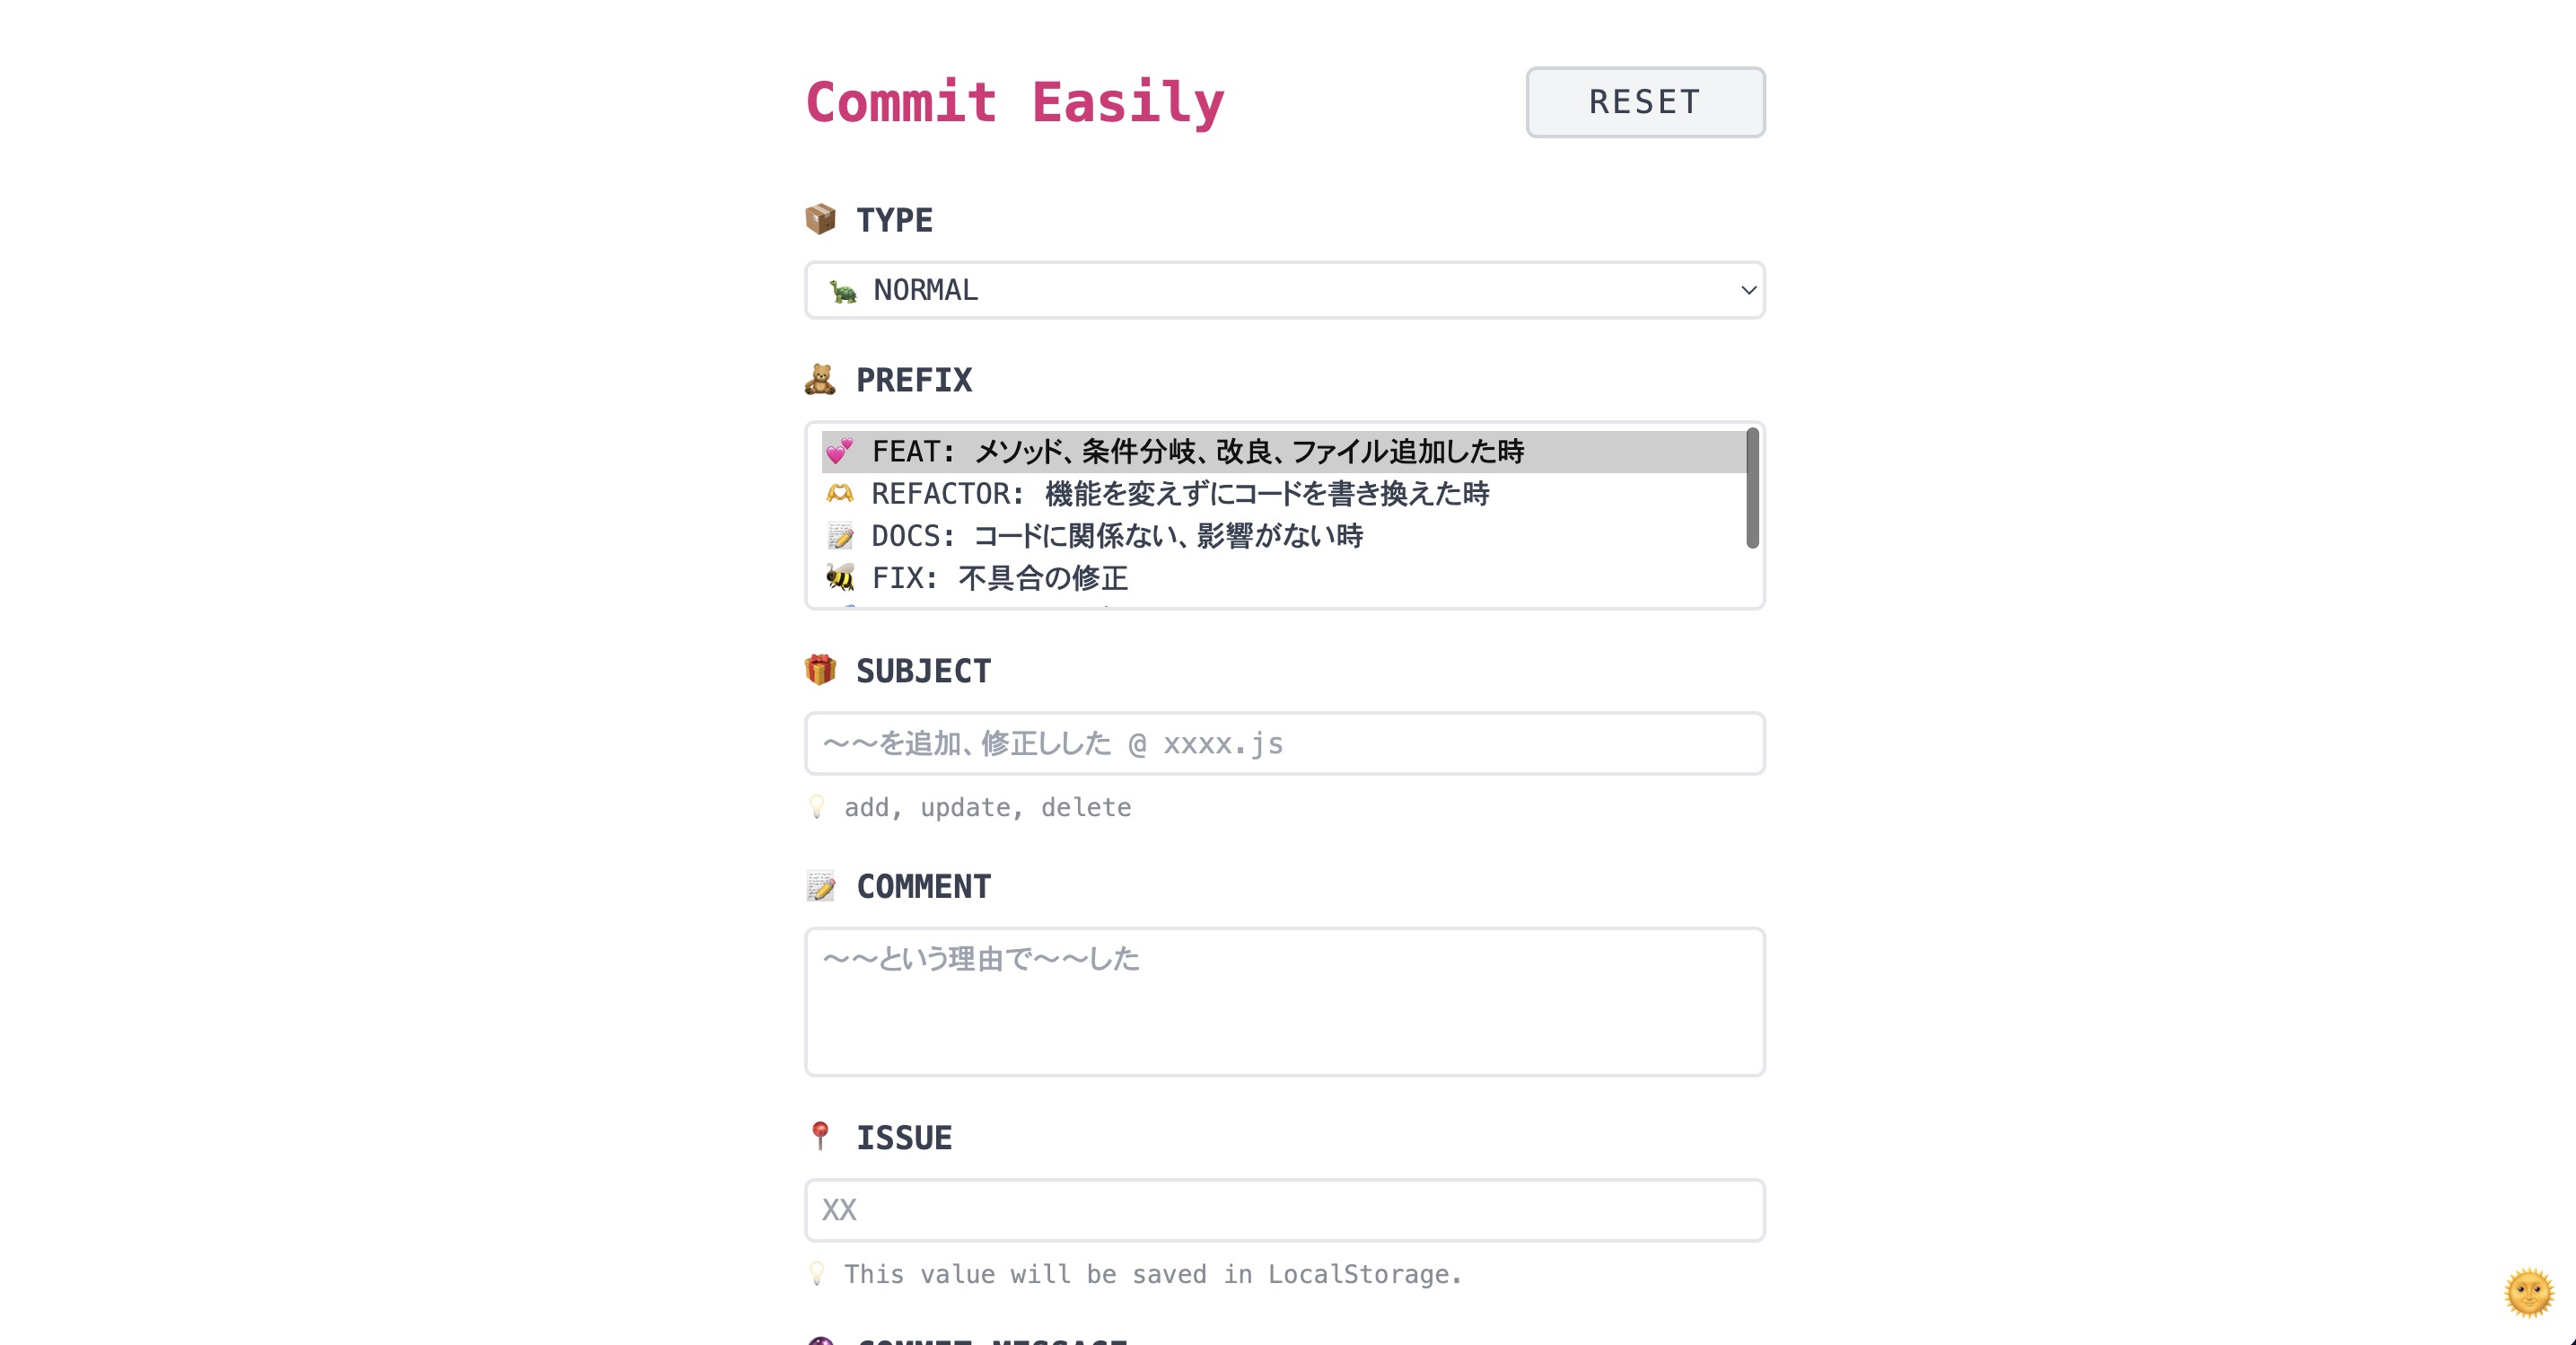 Commit Easily
RESET
📦 TYPE
🐢 NORMAL
🧸 PREFIX
💕 FEAT: メソッド、条件分岐、改良、ファイル追加した時
🫶 REFACTOR: 機能を変えずにコードを書き換えた時
📝 DOCS: コードに関係ない、影響がない時
🐝 FIX: 不具合の修正
🎁 SUBJECT
〜〜を追加、修正しした @ xxxx.js
💡 add, update, delete
📝 COMMENT
〜〜という理由で〜〜した
📍 ISSUE
XX
💡 This value will be saved in LocalStorage.
🔮 COMMIT MESSAGE